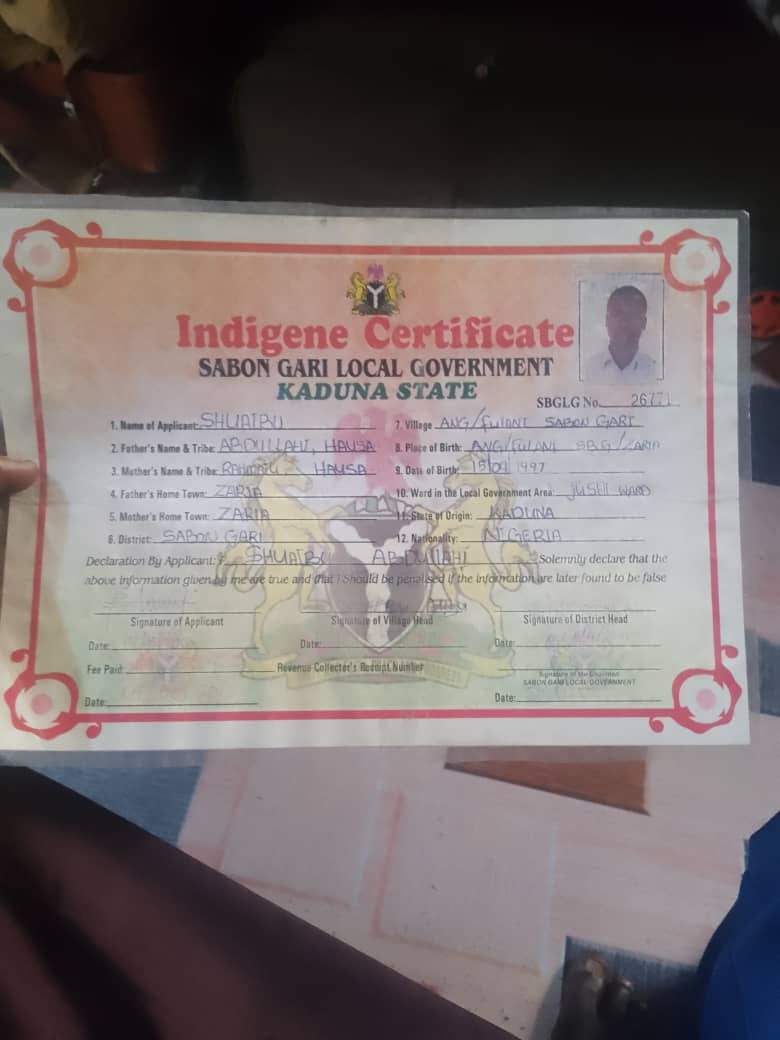 Indigene Certificate
SABON GARI LOCAL GOVERNMENT
KADUNA STATE
SBGLG No.
1. Name of Applicant: SHUAIBU
7. Village ANG/FULANI SABON GARI
2. Father's Name & Tribe: ABDULLAHI, HAUSA
8. Place of Birth: ANG/FULANI SBG/ZARIA
3. Mother's Name & Tribe: RAHMATU HAUSA
9. Date of Birth: 15/09/1997
4. Father's Home Town: ZARIA
10. Word in the Local Government Area: JUSHI WARD
5. Mother's Home Town: ZARIA
11. State of Origin: KADUNA
6. District: SABON GARI
12. Nationality: NIGERIA
Declaration By Applicant: I SHUAIBU ABDULLAHI Solemnly declare that the
above information given by me are true and that I Should be penalised if the information are later found to be false
Signature of Applicant
Signature of Village Head
Signature of District Head
Date:
Date:
Date:
Fee Paid:
Revenue Collector's Receipt Number
Signature of the Chairman
SABON GARI LOCAL GOVERNMENT
Date:
Date: